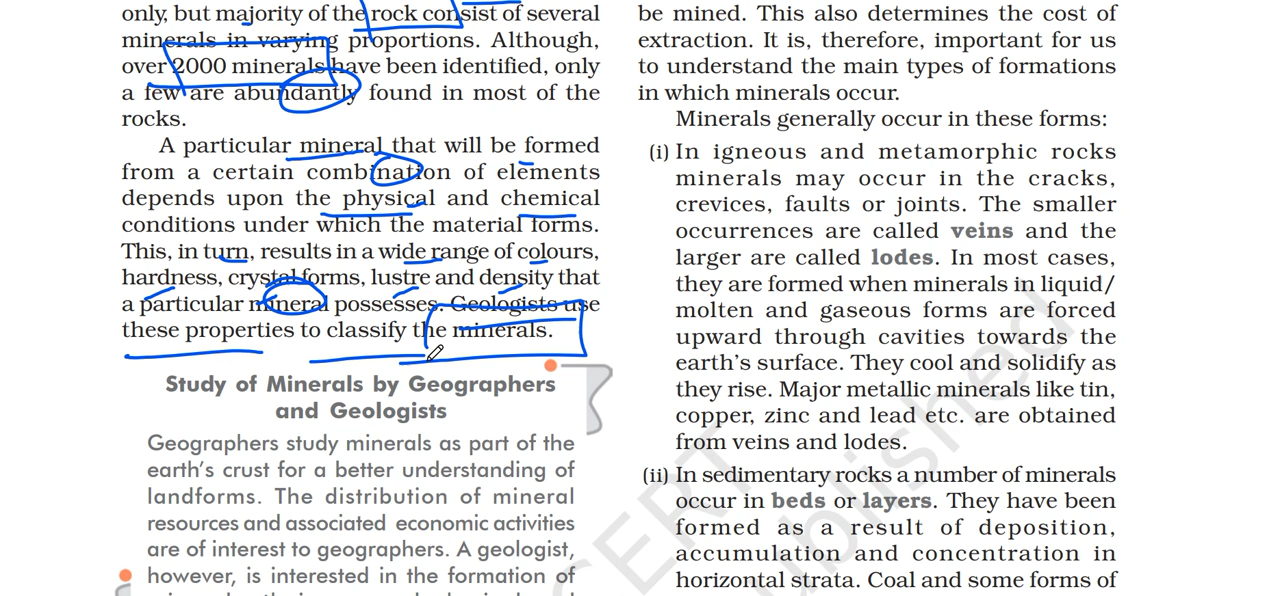 only, but majority of the rock consist of several
minerals in varying proportions. Although,
over 2000 minerals have been identified, only
a few are abundantly found in most of the
rocks.
A particular mineral that will be formed
from a certain combination of elements
depends upon the physical and chemical
conditions under which the material forms.
This, in turn, results in a wide range of colours,
hardness, crystal forms, lustre and density that
a particular mineral possesses. Geologists use
these properties to classify the minerals.
Study of Minerals by Geographers
and Geologists
Geographers study minerals as part of the
earth's crust for a better understanding of
landforms. The distribution of mineral
resources and associated economic activities
are of interest to geographers. A geologist,
however, is interested in the formation of
be mined. This also determines the cost of
extraction. It is, therefore, important for us
to understand the main types of formations
in which minerals occur.
Minerals generally occur in these forms:
(i) In igneous and metamorphic rocks
minerals may occur in the cracks,
crevices, faults or joints. The smaller
occurrences are called veins and the
larger are called lodes. In most cases,
they are formed when minerals in liquid/
molten and gaseous forms are forced
upward through cavities towards the
earth's surface. They cool and solidify as
they rise. Major metallic minerals like tin,
copper, zinc and lead etc. are obtained
from veins and lodes.
(ii) In sedimentary rocks a number of minerals
occur in beds or layers. They have been
formed as a result of deposition,
accumulation and concentration in
horizontal strata. Coal and some forms of